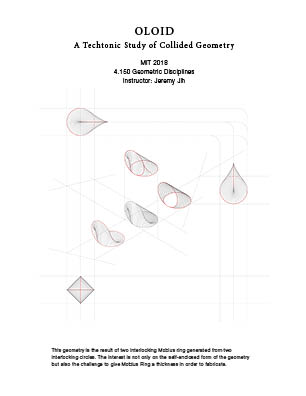 OLOID
A Techtonic Study of Collided Geometry
MIT 2018
4.150 Geometric Disciplines
Instructor: Jeremy Jih
This geometry is the result of two interlocking Mobius ring generated from two
interlocking circles. The interest is not only on the self-enclosed form of the geometry
but also the challenge to give Mobius Ring a thickness in order to fabricate.